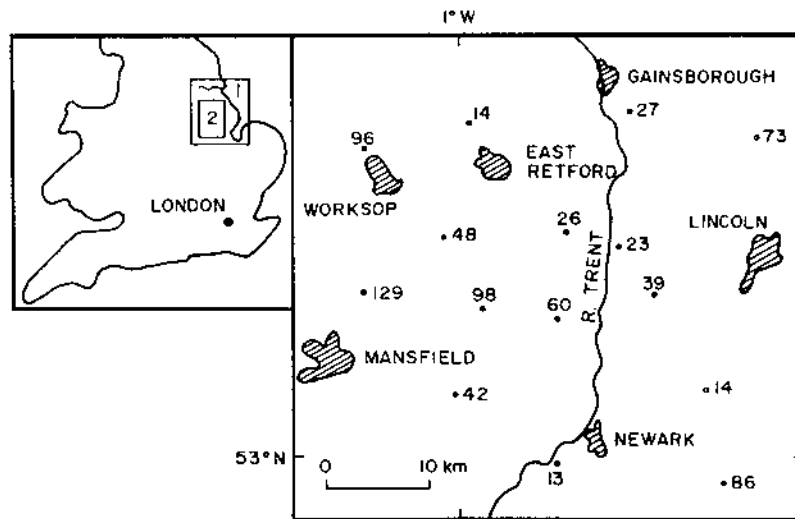 1° W
GAINSBOROUGH
27
14
73
96
EAST
RETFORD
WORKSOP
2
LONDON
26
48
23
LINCOLN
R. TRENT
129
98
60
39
MANSFIELD
42
14
NEWARK
53° N
0 10 km
13
86